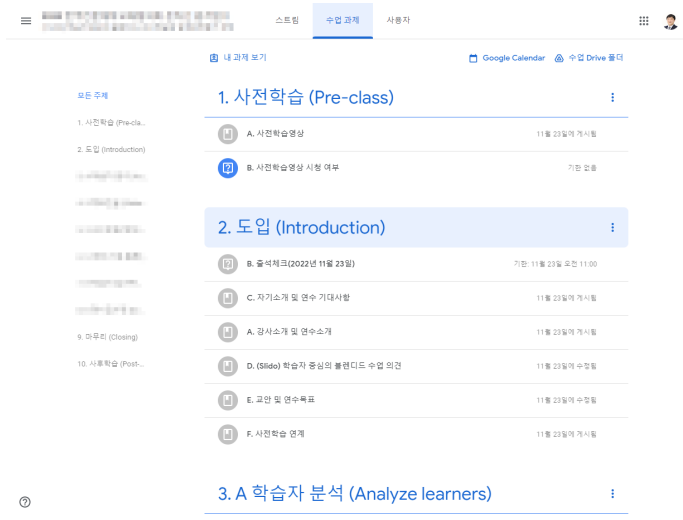 스트림
수업 과제
사용자
내 과제 보기
Google Calendar
수업 Drive 폴더
모든 주제
1. 사전학습 (Pre-cla...
2. 도입 (Introduction)
9. 마무리 (Closing)
10. 사후학습 (Post-...
1. 사전학습 (Pre-class)
A. 사전학습영상
11월 23일에 게시됨
B. 사전학습영상 시청 여부
기한 없음
2. 도입 (Introduction)
B. 출석체크(2022년 11월 23일)
기한: 11월 23일 오전 11:00
C. 자기소개 및 연수 기대사항
11월 23일에 게시됨
A. 강사소개 및 연수소개
11월 23일에 게시됨
D. (Slido) 학습자 중심의 블렌디드 수업 의견
11월 23일에 수정됨
E. 교안 및 연수목표
11월 23일에 수정됨
F. 사전학습 연계
11월 23일에 게시됨
3. A 학습자 분석 (Analyze learners)